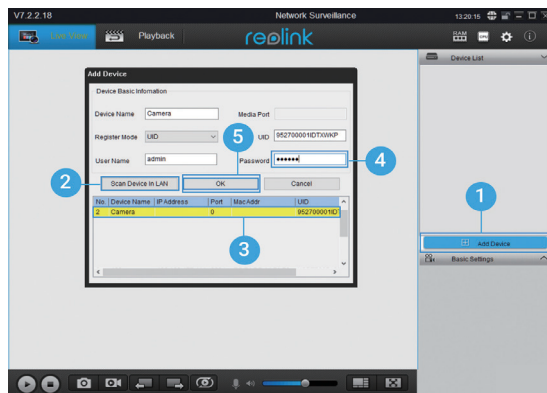 V7.2.2.18 Network Surveillance 13:20:15
Live View Playback reolink RAM CPU
Device List
Add Device
Device Basic Infomation
Device Name Camera Media Port
Register Mode UID UID 952700001IDTXWKP
User Name admin Password ••••••
Scan Device in LAN OK Cancel
No. Device Name IP Address Port Mac Addr UID
2 Camera 0 952700001ID
1
2
3
4
5
Add Device
Basic Settings